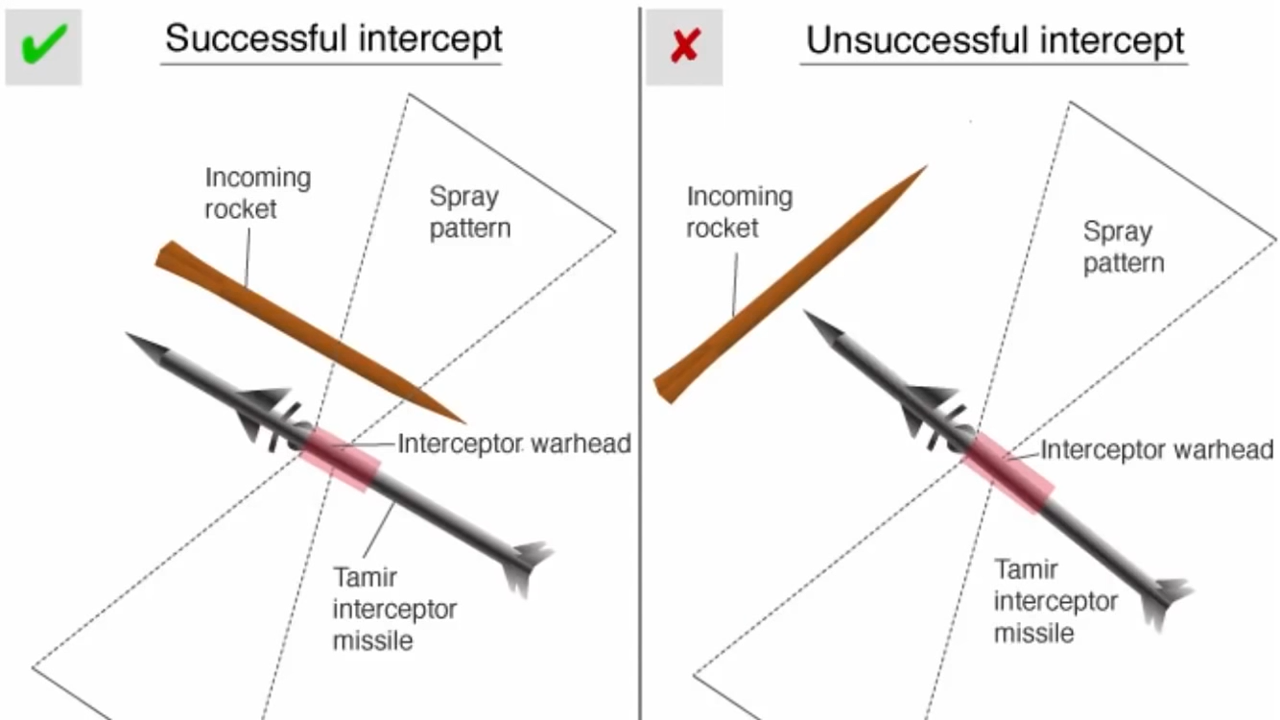 Successful intercept
Incoming
rocket
Spray
pattern
Interceptor warhead
Tamir
interceptor
missile
Unsuccessful intercept
Incoming
rocket
Spray
pattern
Interceptor warhead
Tamir
interceptor
missile